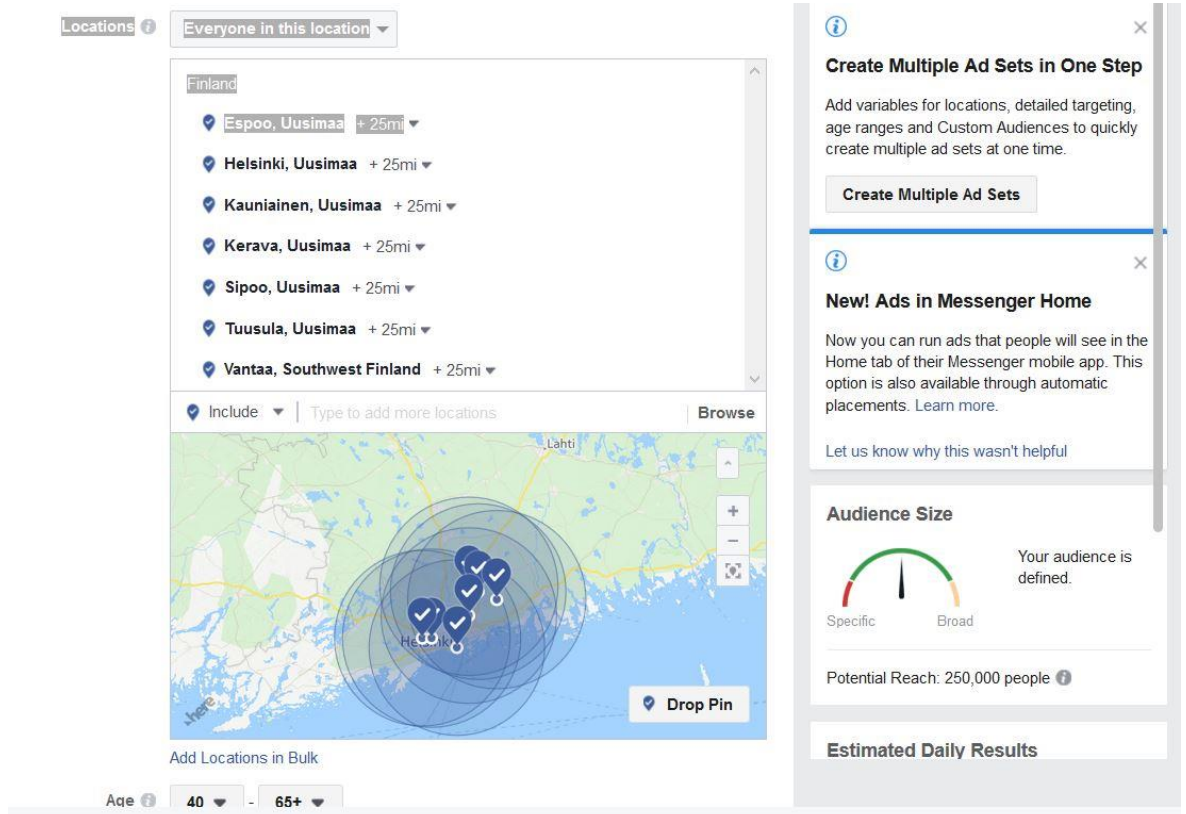 Locations
Everyone in this location
Finland
Espoo, Uusimaa + 25mi
Helsinki, Uusimaa + 25mi
Kauniainen, Uusimaa + 25mi
Kerava, Uusimaa + 25mi
Sipoo, Uusimaa + 25mi
Tuusula, Uusimaa + 25mi
Vantaa, Southwest Finland + 25mi
Include
Type to add more locations
Browse
Lahti
here
Drop Pin
Add Locations in Bulk
Age
40 - 65+
Create Multiple Ad Sets in One Step
Add variables for locations, detailed targeting,
age ranges and Custom Audiences to quickly
create multiple ad sets at one time.
Create Multiple Ad Sets
New! Ads in Messenger Home
Now you can run ads that people will see in the
Home tab of their Messenger mobile app. This
option is also available through automatic
placements. Learn more.
Let us know why this wasn't helpful
Audience Size
Your audience is
defined.
Specific
Broad
Potential Reach: 250,000 people
Estimated Daily Results